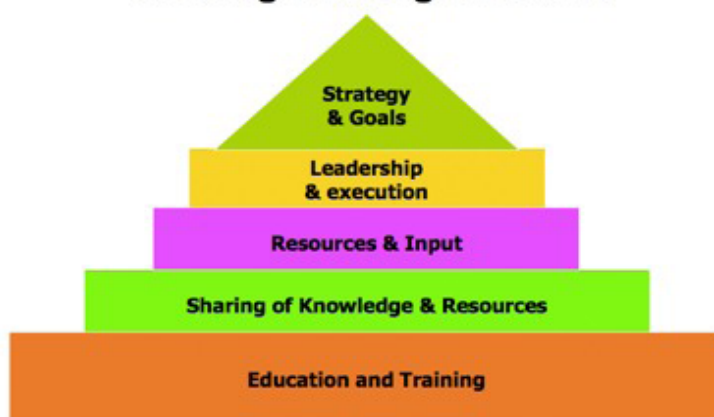 Strategy
& Goals
Leadership
& execution
Resources & Input
Sharing of Knowledge & Resources
Education and Training